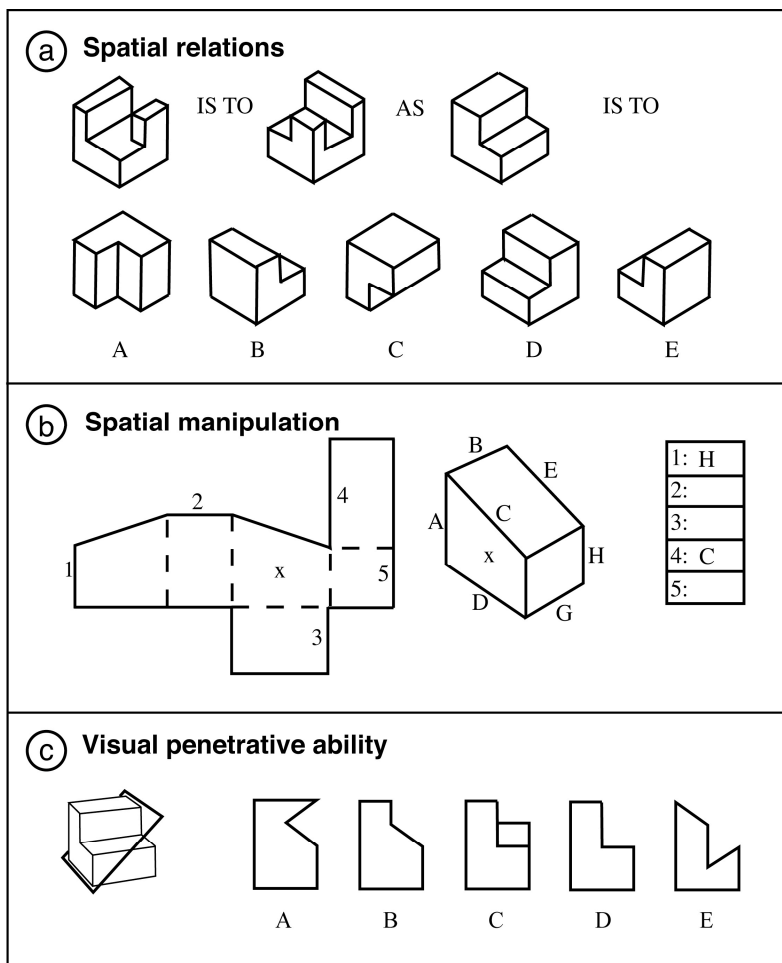 a Spatial relations
IS TO AS IS TO
A B C D E
b Spatial manipulation
B
E
4
2
A C
1 x 5 x H
D
3 G
1: H
2:
3:
4: C
5:
c Visual penetrative ability
A B C D E